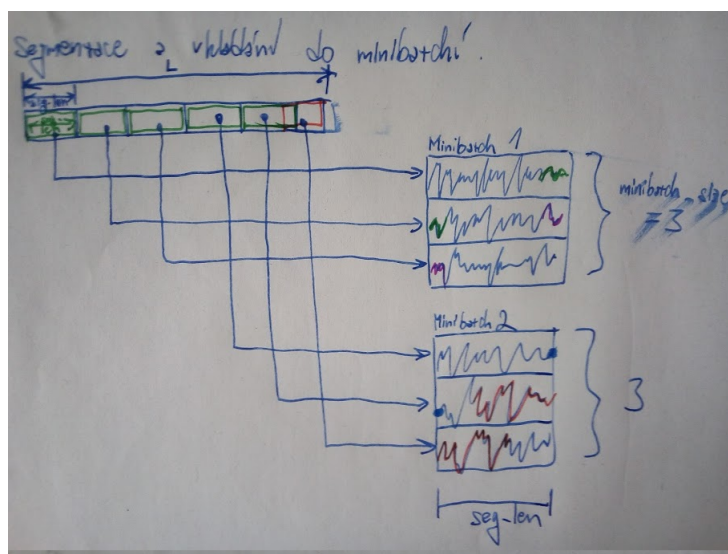 Segmentace a vkládání do minibatchí.
L
seg-len
Minibatch 1
minibatch_size
=3
Minibatch 2
3
seg-len